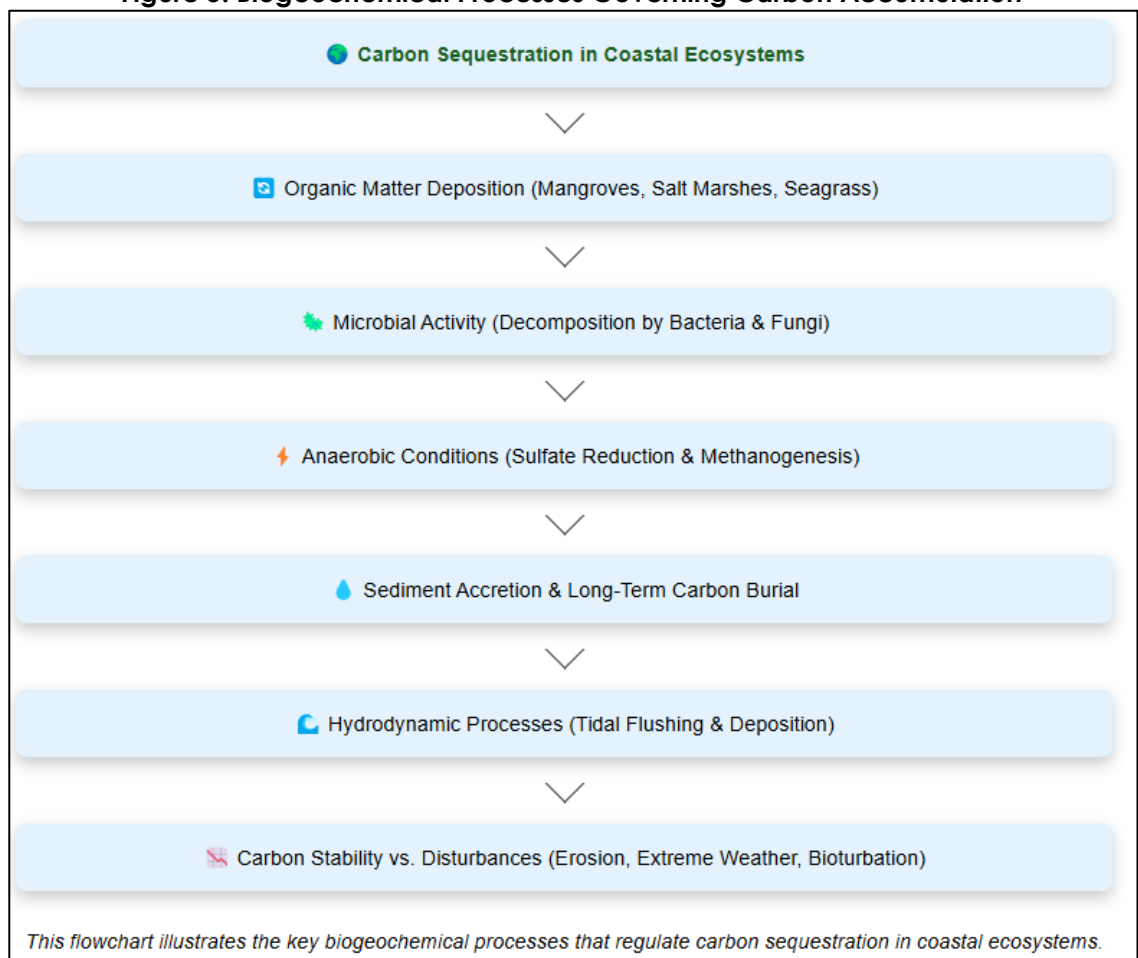 Carbon Sequestration in Coastal Ecosystems
Organic Matter Deposition (Mangroves, Salt Marshes, Seagrass)
Microbial Activity (Decomposition by Bacteria & Fungi)
Anaerobic Conditions (Sulfate Reduction & Methanogenesis)
Sediment Accretion & Long-Term Carbon Burial
Hydrodynamic Processes (Tidal Flushing & Deposition)
Carbon Stability vs. Disturbances (Erosion, Extreme Weather, Bioturbation)
This flowchart illustrates the key biogeochemical processes that regulate carbon sequestration in coastal ecosystems.